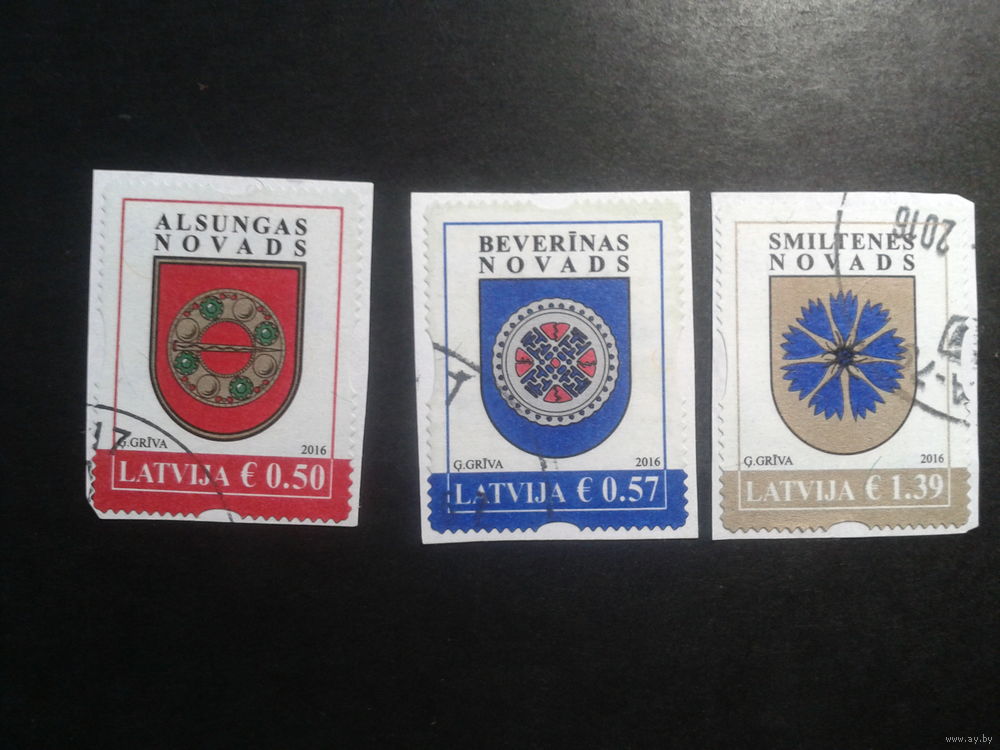 ALSUNGAS
NOVADS
Ģ.GRĪVA
2016
LATVIJA € 0.50
BEVERĪNAS
NOVADS
Ģ.GRĪVA
2016
LATVIJA € 0.57
SMILTENES
NOVADS
2016
Ģ.GRĪVA
2016
LATVIJA € 1.39
www.ay.by